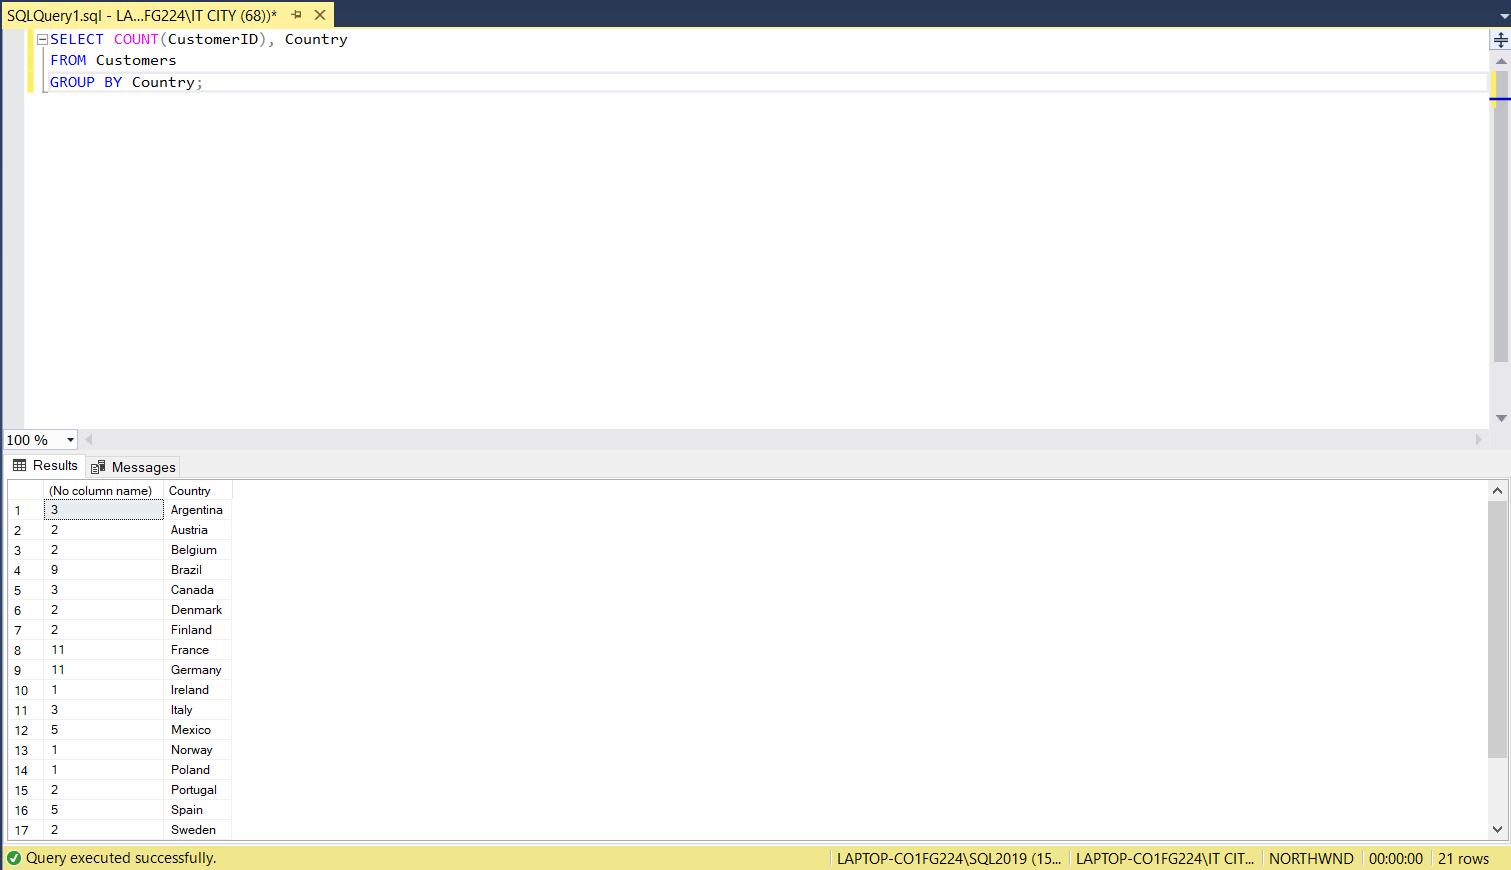 SQLQuery1.sql - LA...FG224\IT CITY (68))*
SELECT COUNT(CustomerID), Country
FROM Customers
GROUP BY Country;
100 %
Results Messages
(No column name) Country
1 3 Argentina
2 2 Austria
3 2 Belgium
4 9 Brazil
5 3 Canada
6 2 Denmark
7 2 Finland
8 11 France
9 11 Germany
10 1 Ireland
11 3 Italy
12 5 Mexico
13 1 Norway
14 1 Poland
15 2 Portugal
16 5 Spain
17 2 Sweden
Query executed successfully. LAPTOP-CO1FG224\SQL2019 (15... LAPTOP-CO1FG224\IT CIT... NORTHWND 00:00:00 21 rows